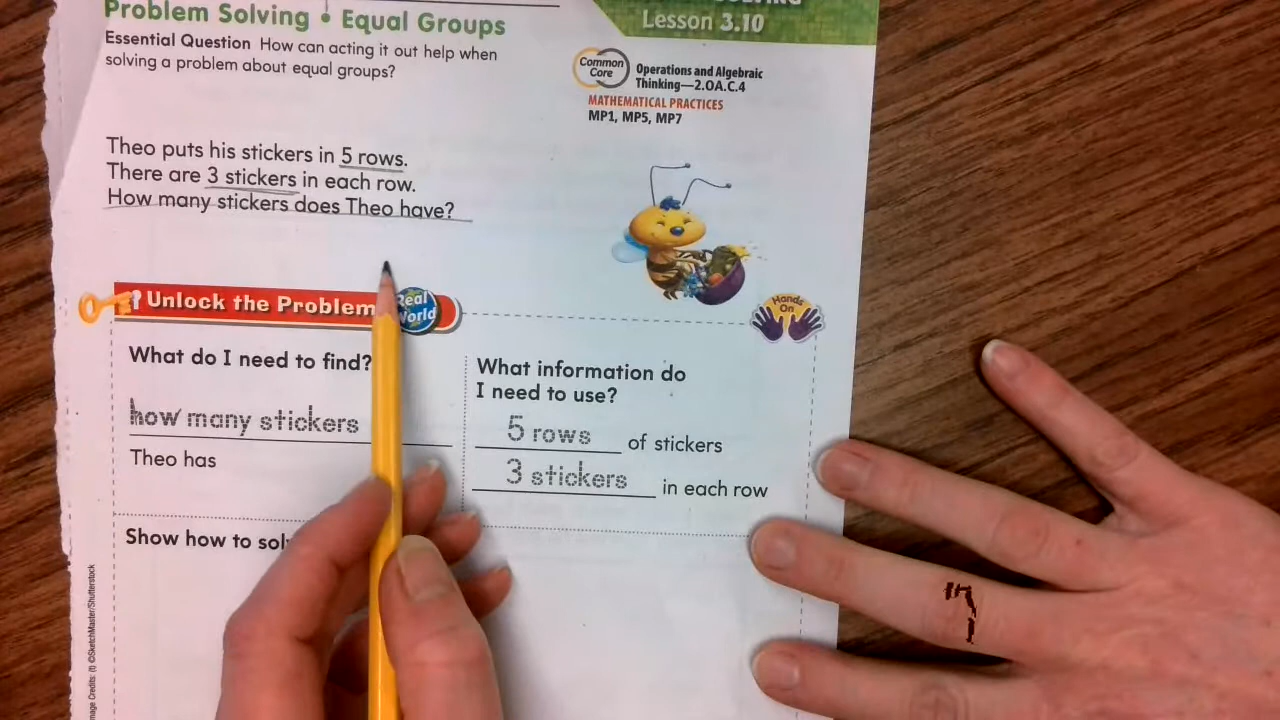 Problem Solving • Equal Groups
Lesson 3.10
Essential Question How can acting it out help when
solving a problem about equal groups?
Common
Core
Operations and Algebraic
Thinking—2.OA.C.4
MATHEMATICAL PRACTICES
MP1, MP5, MP7
Theo puts his stickers in 5 rows.
There are 3 stickers in each row.
How many stickers does Theo have?
Unlock the Problem
Real
World
Hands
On
What do I need to find?
how many stickers
Theo has
What information do
I need to use?
5 rows of stickers
3 stickers in each row
Show how to